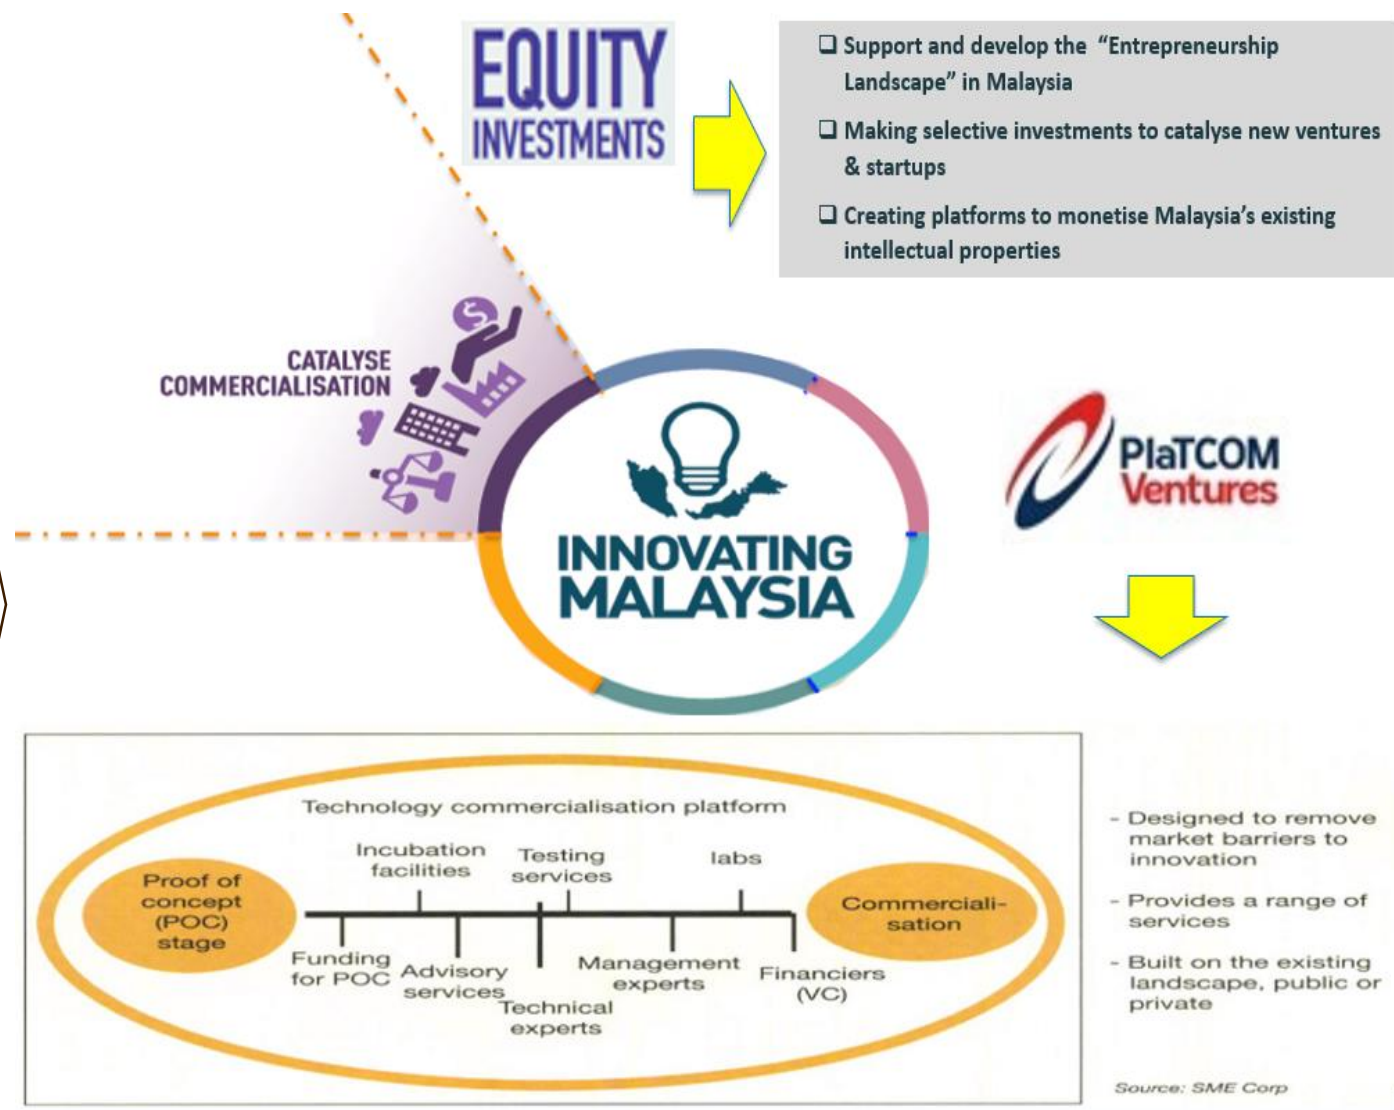 EQUITY
INVESTMENTS
❑ Support and develop the “Entrepreneurship
Landscape” in Malaysia
❑ Making selective investments to catalyse new ventures
& startups
❑ Creating platforms to monetise Malaysia’s existing
intellectual properties
$
CATALYSE
COMMERCIALISATION
INNOVATING
MALAYSIA
PlaTCOM
Ventures
Technology commercialisation platform
Proof of
concept
(POC)
stage
Incubation
facilities
Testing
services
labs
Funding
for POC
Advisory
services
Technical
experts
Management
experts
Financiers
(VC)
Commerciali-
sation
- Designed to remove
market barriers to
innovation
- Provides a range of
services
- Built on the existing
landscape, public or
private
Source: SME Corp